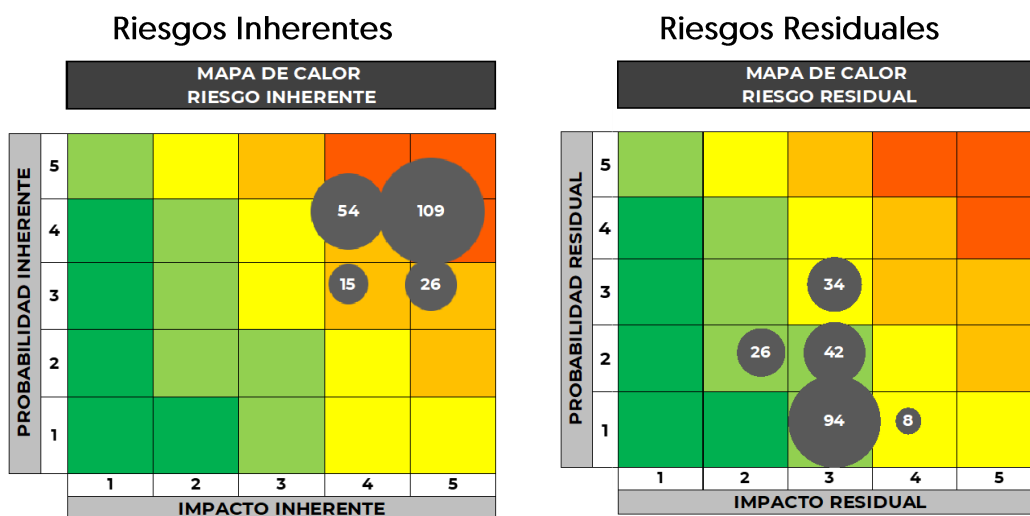 Riesgos Inherentes
MAPA DE CALOR
RIESGO INHERENTE
PROBABILIDAD INHERENTE
5
4
3
2
1
54
109
15
26
1
2
3
4
5
IMPACTO INHERENTE
Riesgos Residuales
MAPA DE CALOR
RIESGO RESIDUAL
PROBABILIDAD RESIDUAL
5
4
3
2
1
34
26
42
94
8
1
2
3
4
5
IMPACTO RESIDUAL